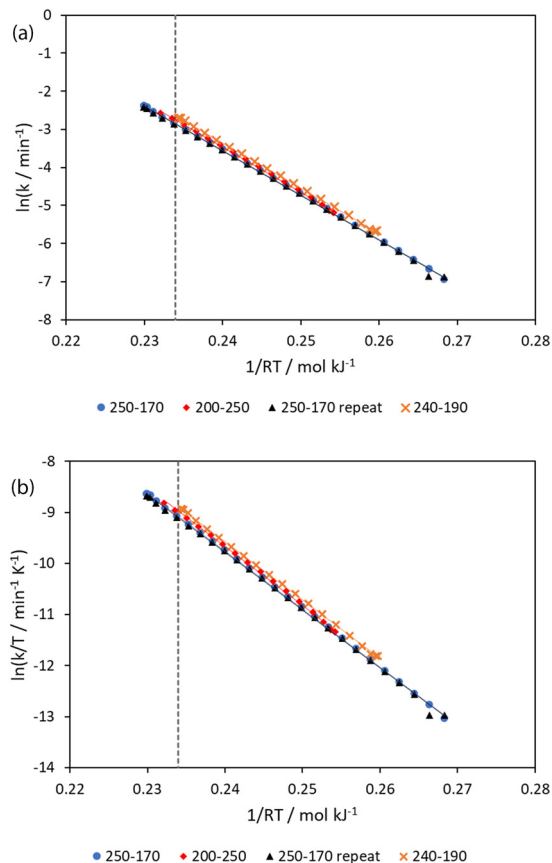 (a)
0
-1
-2
-3
-4
-5
-6
-7
-8
ln(k / min⁻¹)
0.22 0.23 0.24 0.25 0.26 0.27 0.28
1/RT / mol kJ⁻¹
250-170 200-250 250-170 repeat 240-190
(b)
-8
-9
-10
-11
-12
-13
-14
ln(k/T / min⁻¹ K⁻¹)
0.22 0.23 0.24 0.25 0.26 0.27 0.28
1/RT / mol kJ⁻¹
250-170 200-250 250-170 repeat 240-190